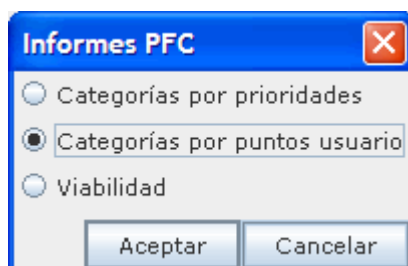 Informes PFC
Categorías por prioridades
Categorías por puntos usuario
Viabilidad
Aceptar Cancelar